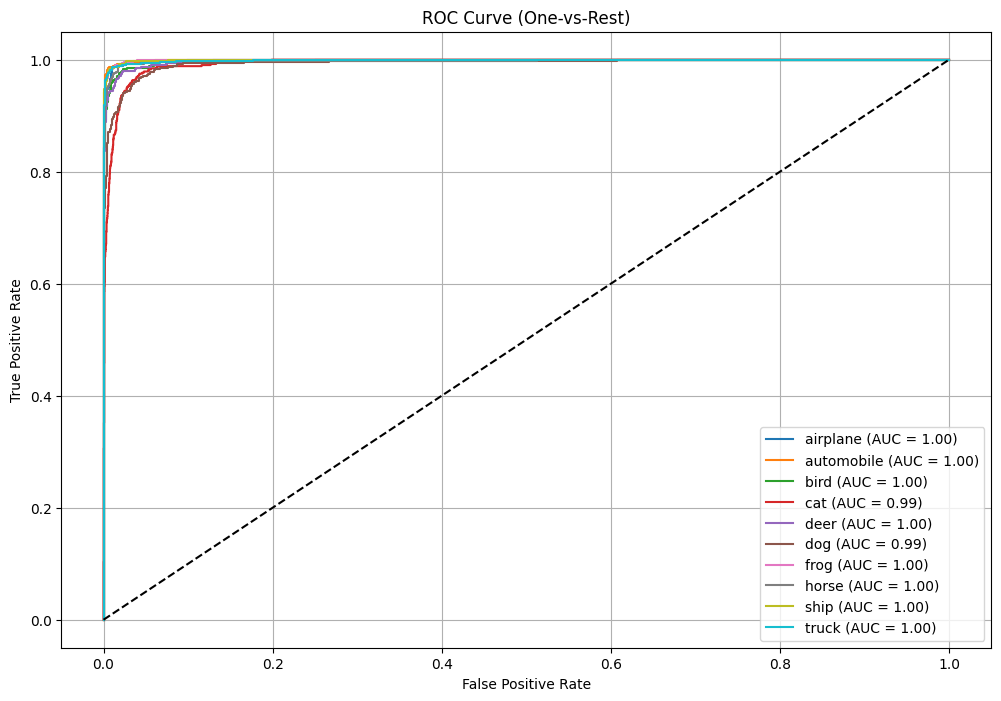 ROC Curve (One-vs-Rest)
1.0
0.8
0.6
0.4
0.2
0.0
True Positive Rate
0.0 0.2 0.4 0.6 0.8 1.0
False Positive Rate
airplane (AUC = 1.00)
automobile (AUC = 1.00)
bird (AUC = 1.00)
cat (AUC = 0.99)
deer (AUC = 1.00)
dog (AUC = 0.99)
frog (AUC = 1.00)
horse (AUC = 1.00)
ship (AUC = 1.00)
truck (AUC = 1.00)